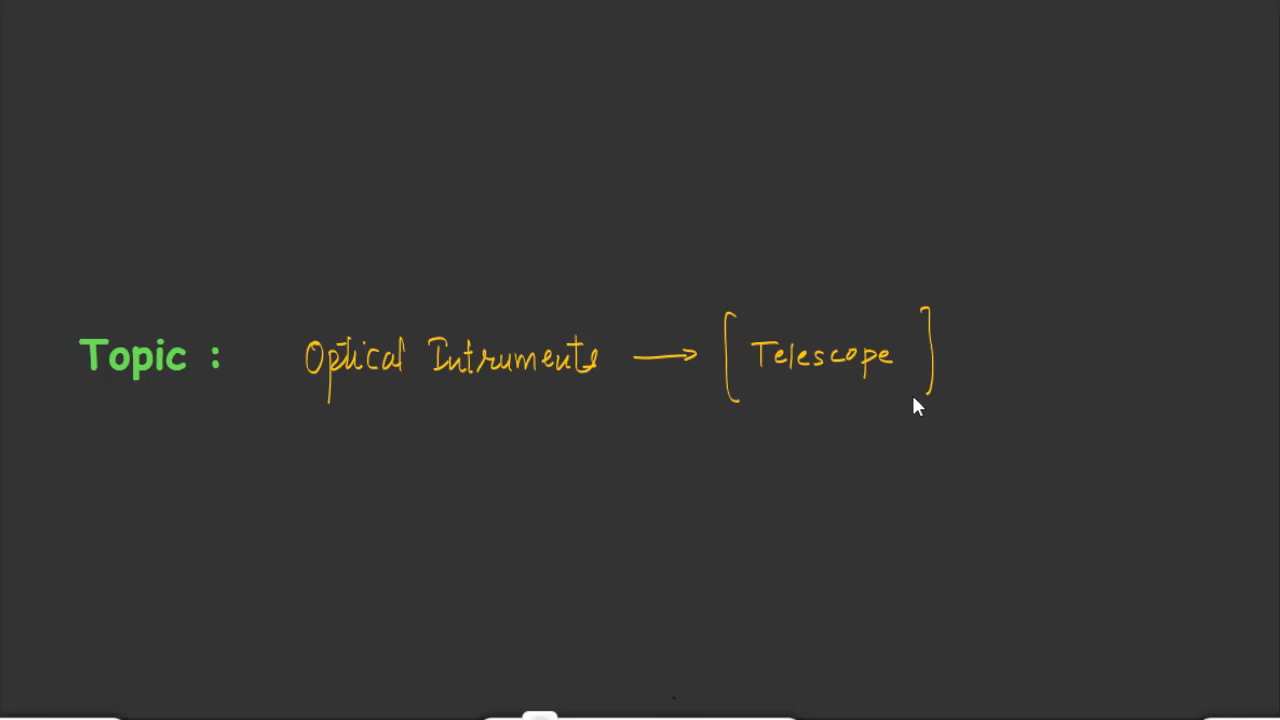 Topic : Optical Intruments → [ Telescope ]